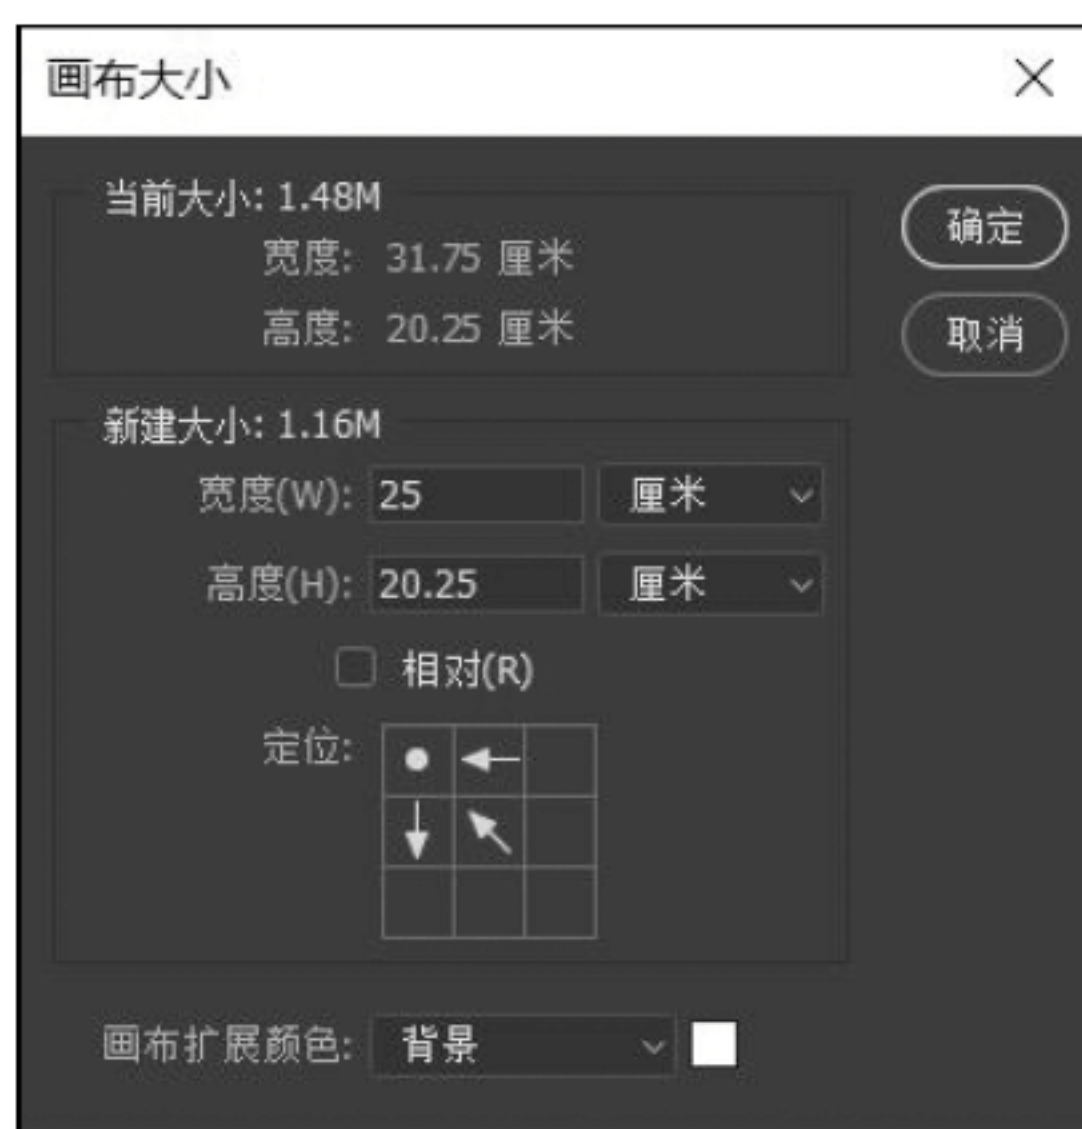 画布大小
当前大小: 1.48M
宽度: 31.75 厘米
高度: 20.25 厘米
确定
取消
新建大小: 1.16M
宽度(W): 25 厘米
高度(H): 20.25 厘米
相对(R)
定位:
画布扩展颜色: 背景